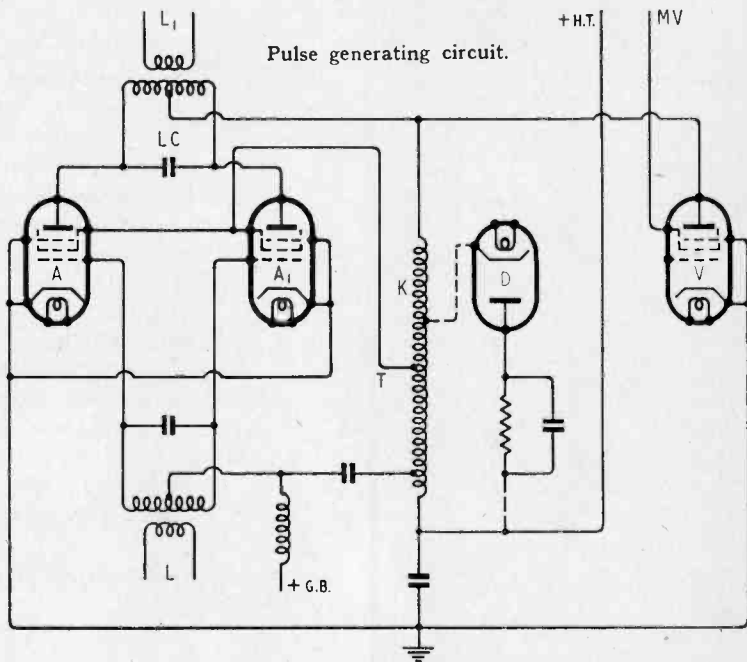 L₁
+ H.T.
MV
Pulse generating circuit.
LC
A
A₁
K
D
V
T
L
+ G.B.